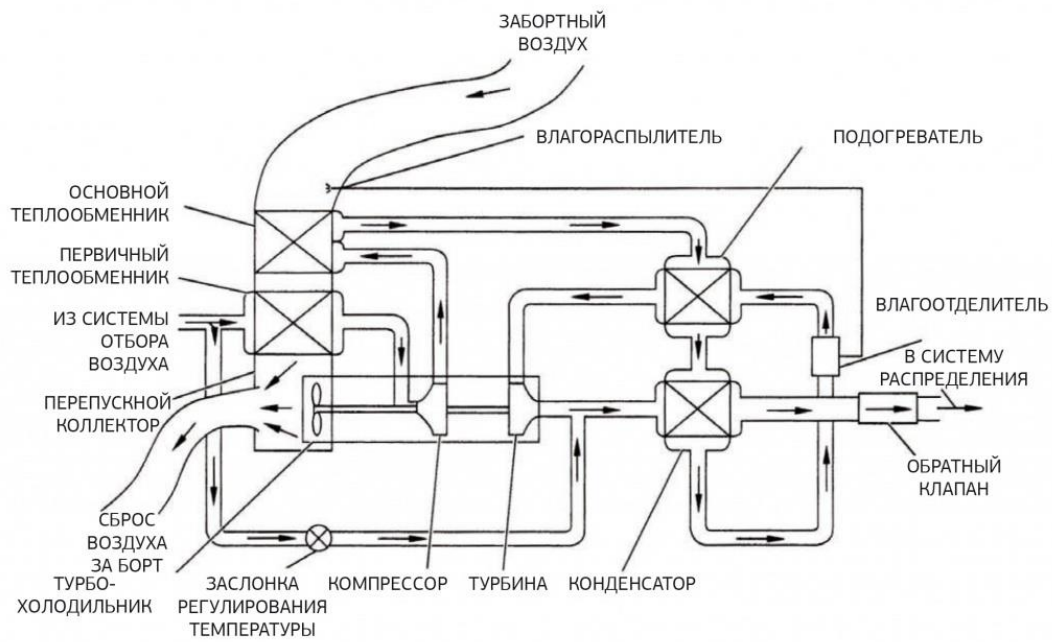 ЗАБОРТНЫЙ
ВОЗДУХ
ВЛАГОРАСПЫЛИТЕЛЬ
ПОДОГРЕВАТЕЛЬ
ОСНОВНОЙ
ТЕПЛООБМЕННИК
ПЕРВИЧНЫЙ
ТЕПЛООБМЕННИК
ИЗ СИСТЕМЫ
ОТБОРА
ВОЗДУХА
ВЛАГООТДЕЛИТЕЛЬ
В СИСТЕМУ
РАСПРЕДЕЛЕНИЯ
ПЕРЕПУСКНОЙ
КОЛЛЕКТОР
ОБРАТНЫЙ
КЛАПАН
СБРОС
ВОЗДУХА
ЗА БОРТ
ТУРБО-
ХОЛОДИЛЬНИК
ЗАСЛОНКА
РЕГУЛИРОВАНИЯ
ТЕМПЕРАТУРЫ
КОМПРЕССОР
ТУРБИНА
КОНДЕНСАТОР